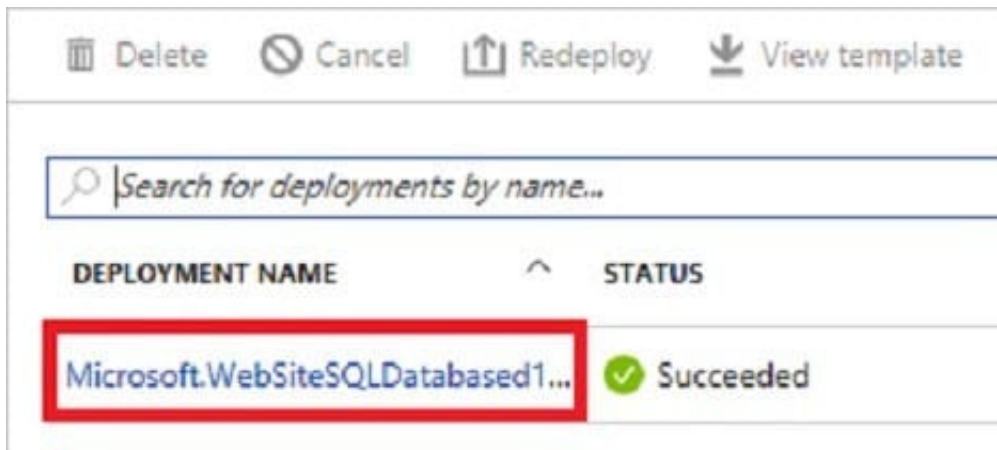 Delete Cancel Redeploy View template
Search for deployments by name...
DEPLOYMENT NAME STATUS
Microsoft.WebSiteSQLDatabased1... Succeeded